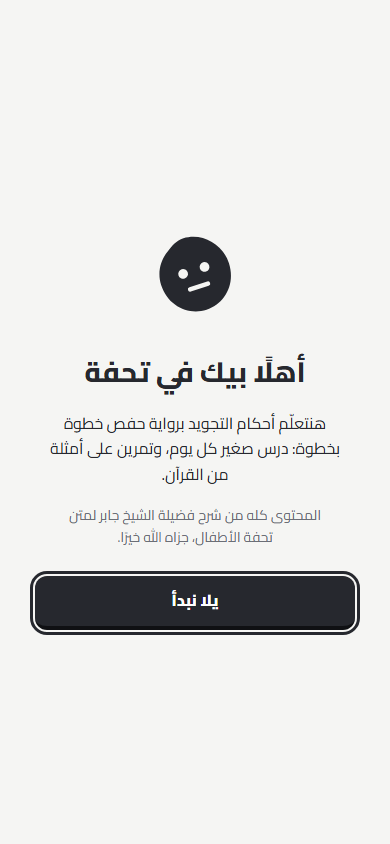 أهلًا بيك في تحفة
هنتعلّم أحكام التجويد برواية حفص خطوة
بخطوة: درس صغير كل يوم، وتمرين على أمثلة
من القرآن.
المحتوى كله من شرح فضيلة الشيخ جابر لمتن
تحفة الأطفال، جزاه الله خيرًا.
يلا نبدأ